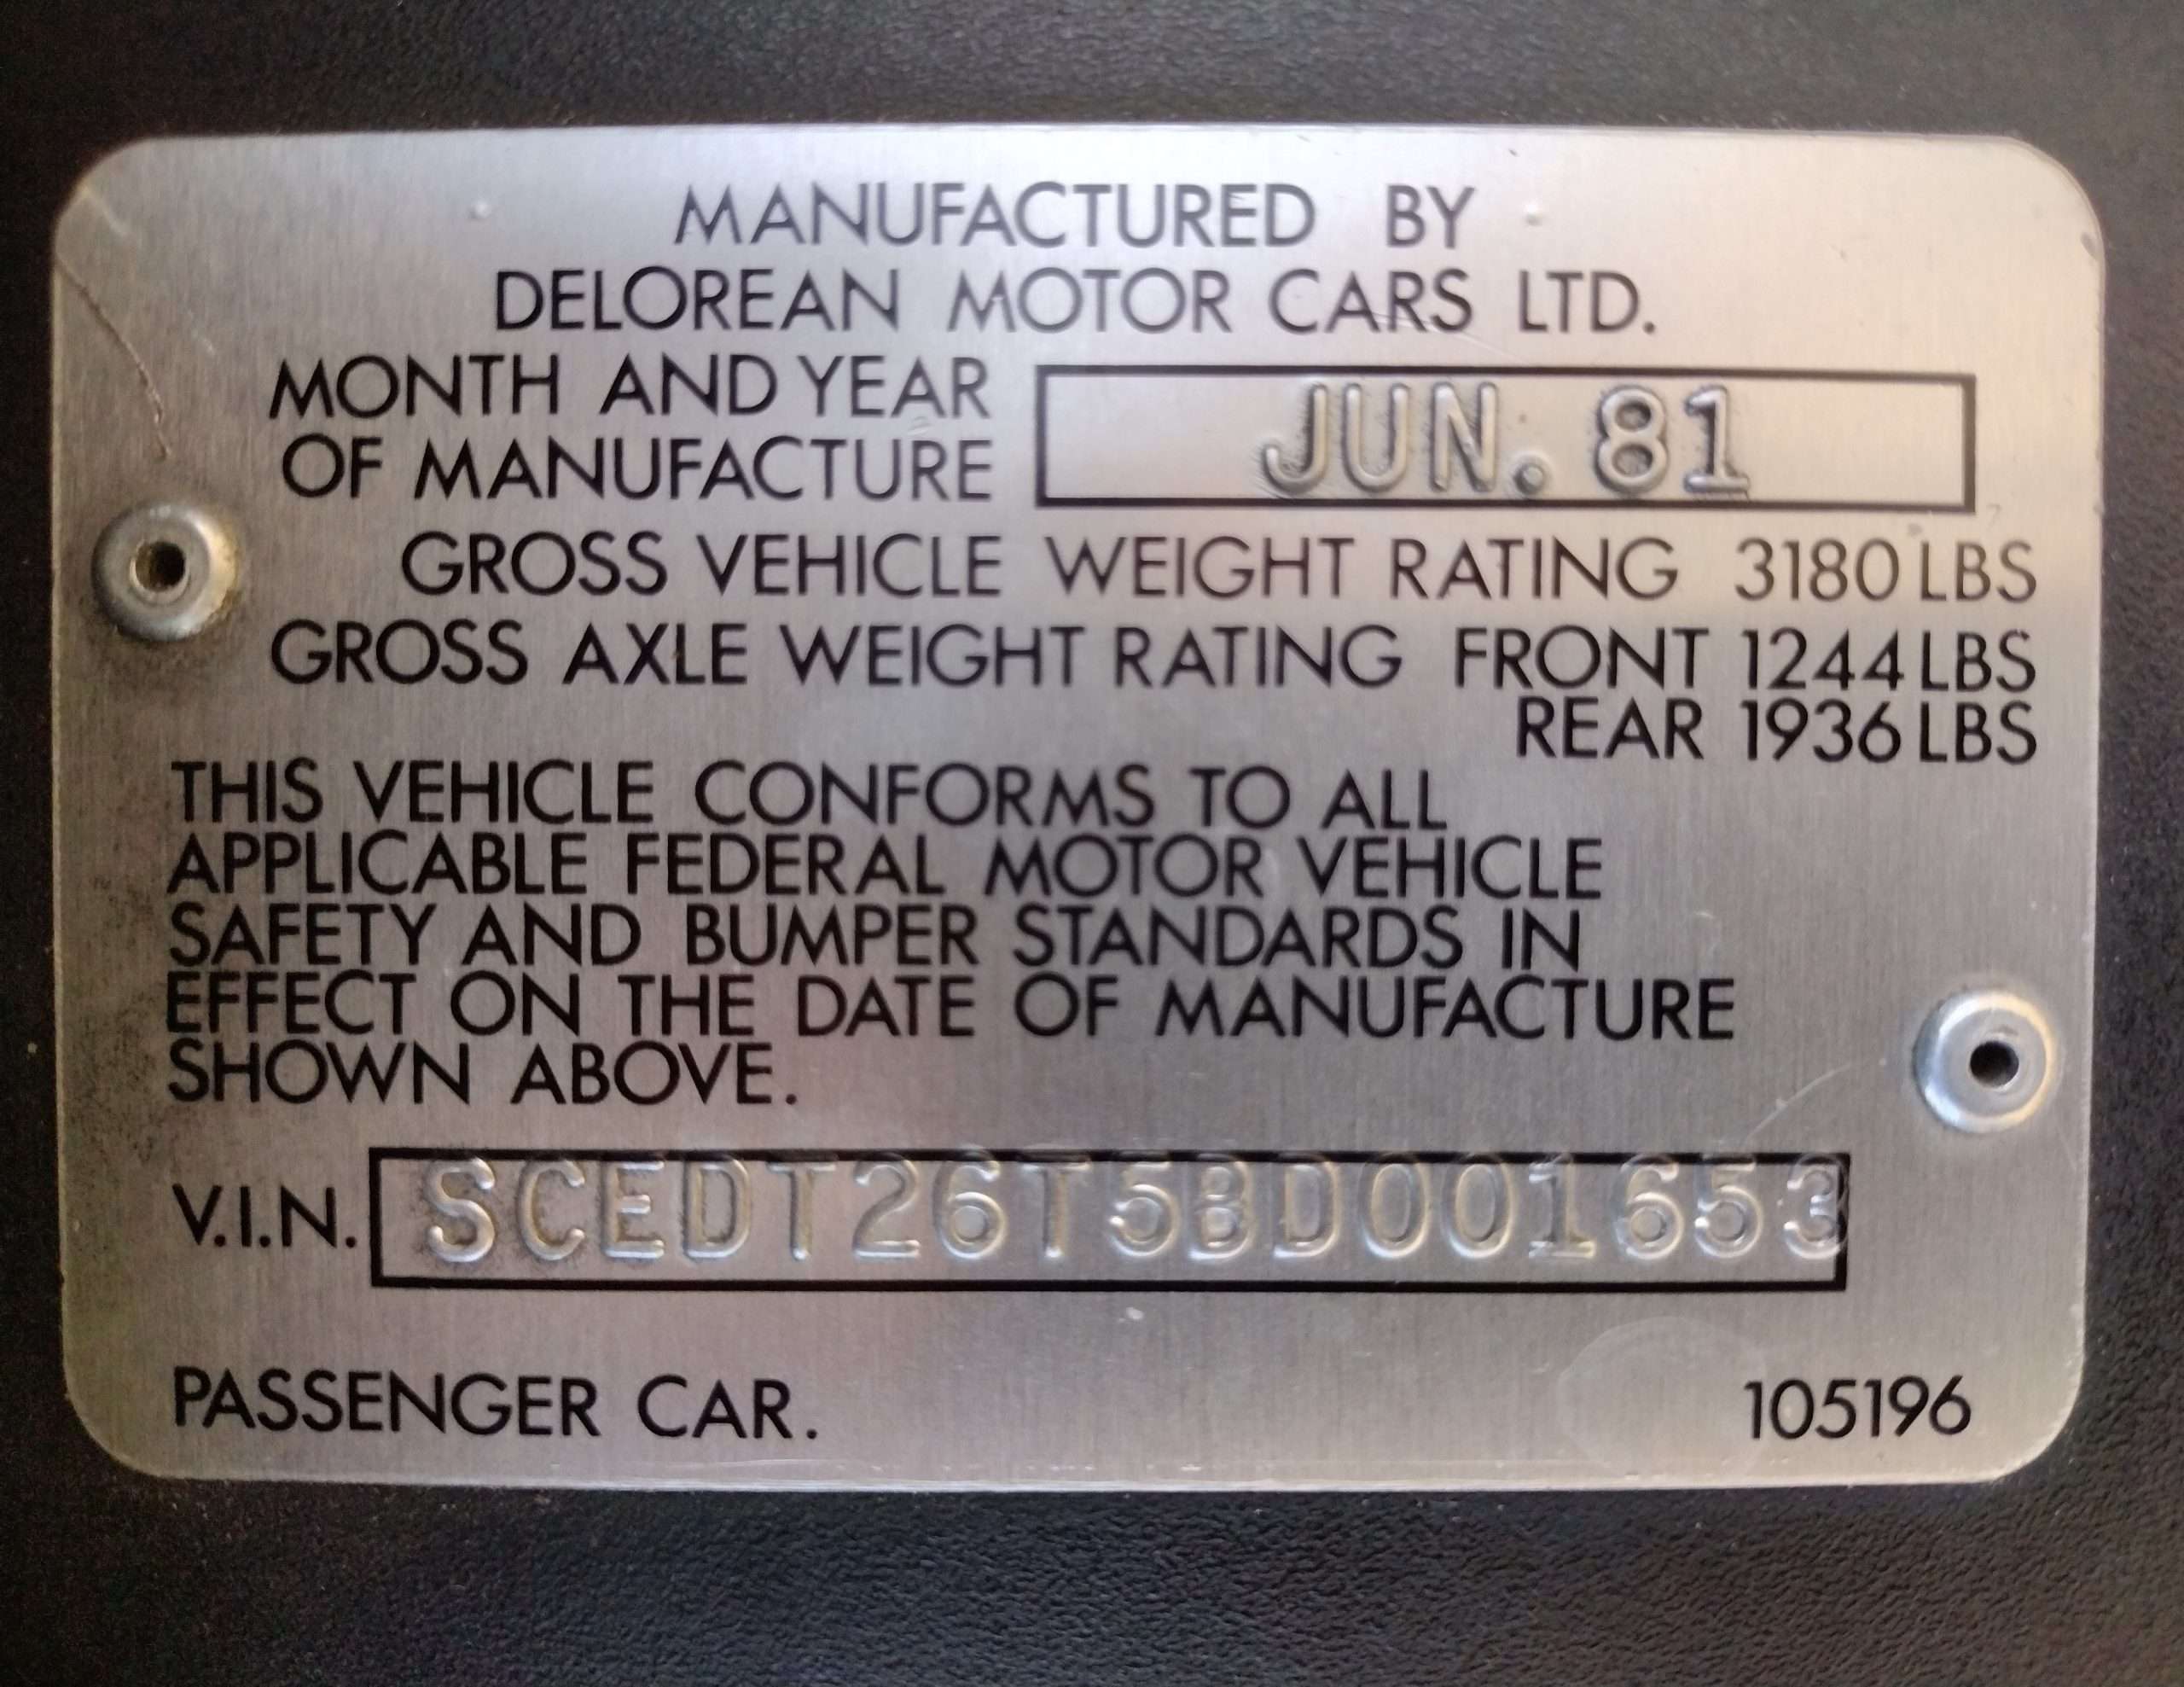 MANUFACTURED BY
DELOREAN MOTOR CARS LTD.
MONTH AND YEAR
OF MANUFACTURE JUN. 81
GROSS VEHICLE WEIGHT RATING 3180 LBS
GROSS AXLE WEIGHT RATING FRONT 1244 LBS
REAR 1936 LBS
THIS VEHICLE CONFORMS TO ALL
APPLICABLE FEDERAL MOTOR VEHICLE
SAFETY AND BUMPER STANDARDS IN
EFFECT ON THE DATE OF MANUFACTURE
SHOWN ABOVE.
V.I.N. SCEDT26T5BD001653
PASSENGER CAR. 105196